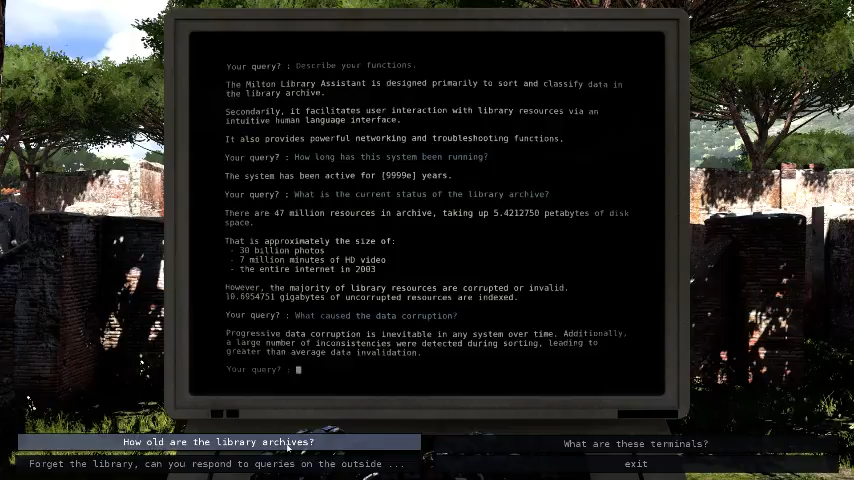 Your query? : Describe your functions.
The Milton Library Assistant is designed primarily to sort and classify data in
the library archive.
Secondarily, it facilitates user interaction with library resources via an
intuitive human language interface.
It also provides powerful networking and troubleshooting functions.
Your query? : How long has this system been running?
The system has been active for [9999e] years.
Your query? : What is the current status of the library archive?
There are 47 million resources in archive, taking up 5.4212750 petabytes of disk
space.
That is approximately the size of:
- 30 billion photos
- 7 million minutes of HD video
- the entire internet in 2003
However, the majority of library resources are corrupted or invalid.
10.6954751 gigabytes of uncorrupted resources are indexed.
Your query? : What caused the data corruption?
Progressive data corruption is inevitable in any system over time. Additionally,
a large number of inconsistencies were detected during sorting, leading to
greater than average data invalidation.
Your query? :
How old are the library archives?
What are these terminals?
Forget the library, can you respond to queries on the outside ...
exit